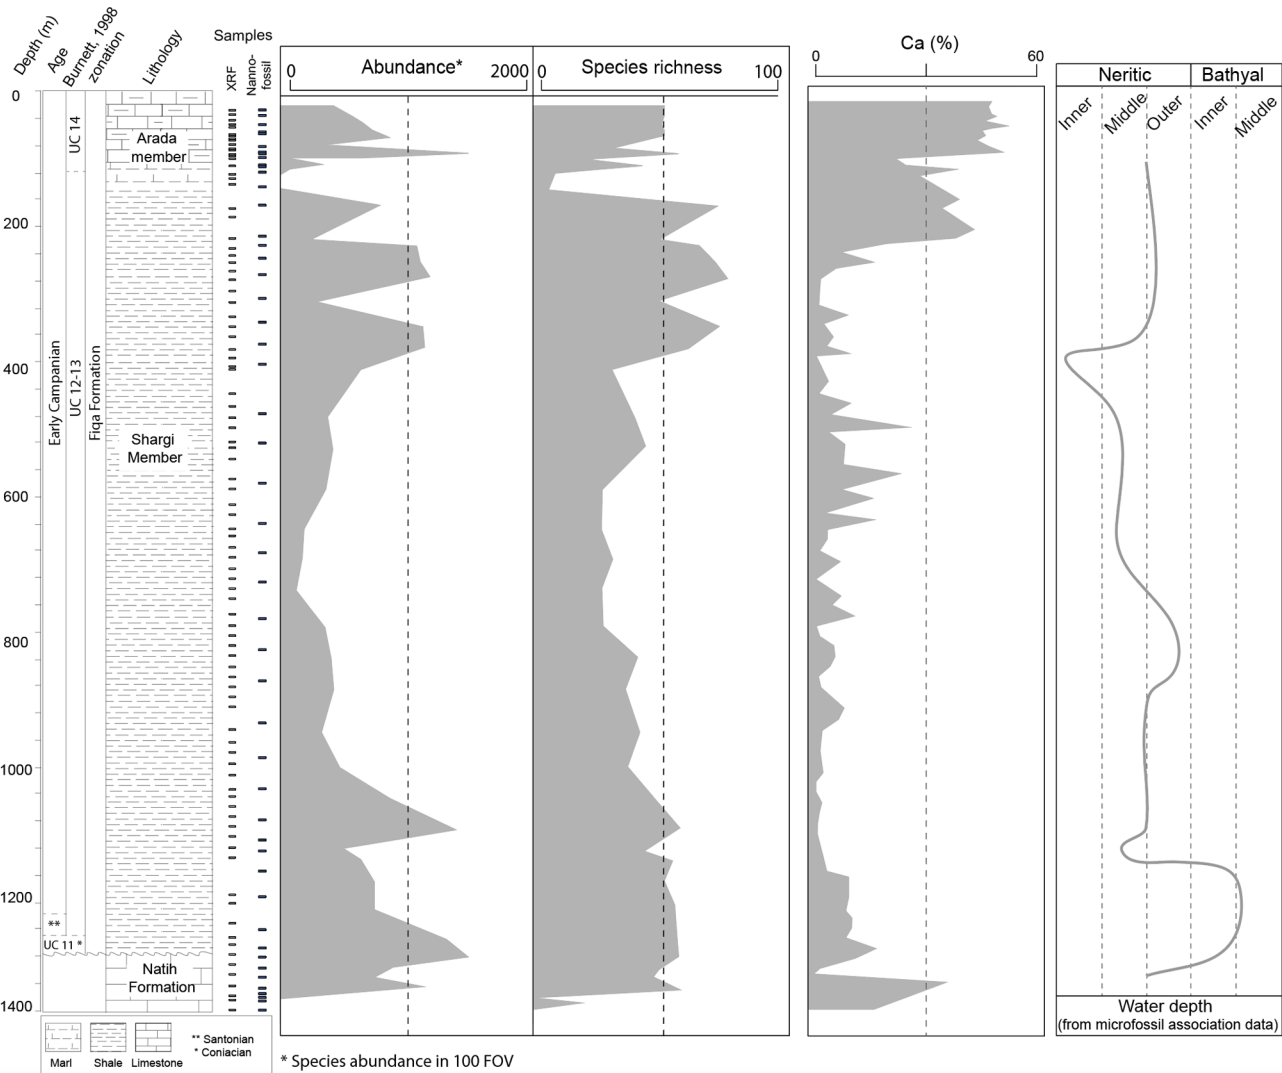 Depth (m)
Age
Burnett, 1998
zonation
Lithology
Samples
XRF
Nanno-
fossil
0
Abundance*
2000
0
Species richness
100
Ca (%)
0
60
Neritic
Bathyal
Inner
Middle
Outer
Inner
Middle
0
200
400
600
800
1000
1200
1400
Early Campanian
**
UC 14
UC 12-13
UC 11 *
Fiqa Formation
Arada
member
Shargi
Member
Natih
Formation
Water depth
(from microfossil association data)
Marl
Shale
Limestone
** Santonian
* Coniacian
* Species abundance in 100 FOV